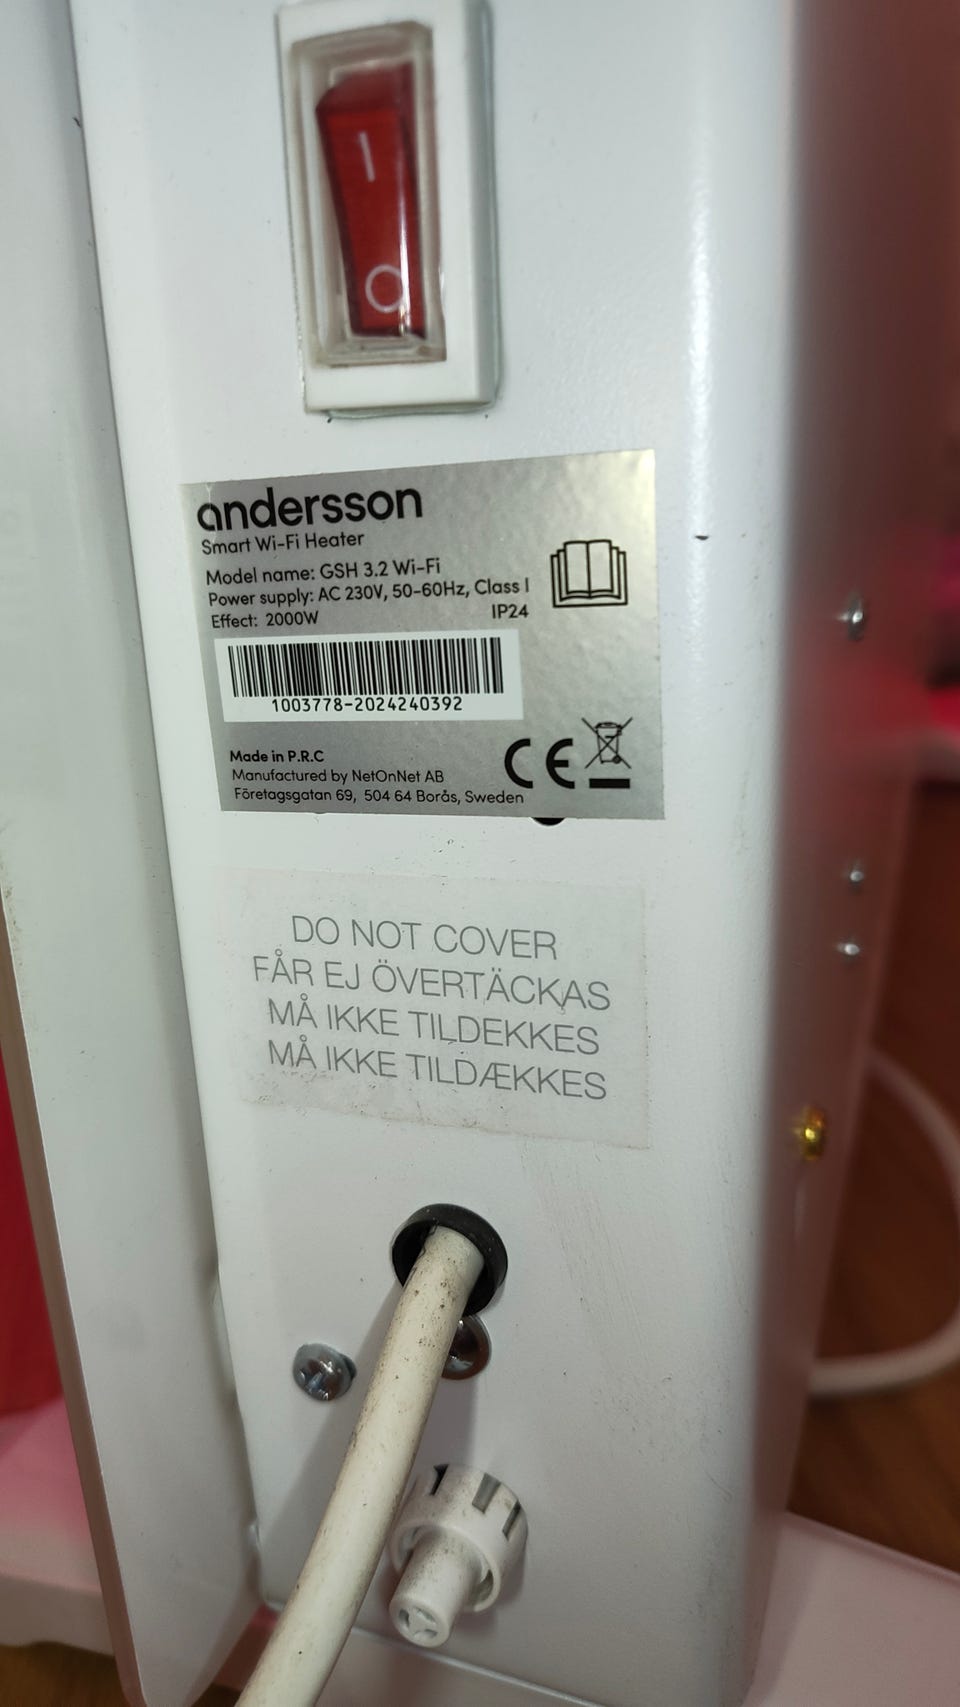 I
O
andersson
Smart Wi-Fi Heater
Model name: GSH 3.2 Wi-Fi
Power supply: AC 230V, 50-60Hz, Class I
Effect: 2000W IP24
1003778-2024240392
Made in P.R.C
Manufactured by NetOnNet AB
Företagsgatan 69, 504 64 Borås, Sweden
CE
DO NOT COVER
FÅR EJ ÖVERTÄCKAS
MÅ IKKE TILDEKKES
MÅ IKKE TILDÆKKES